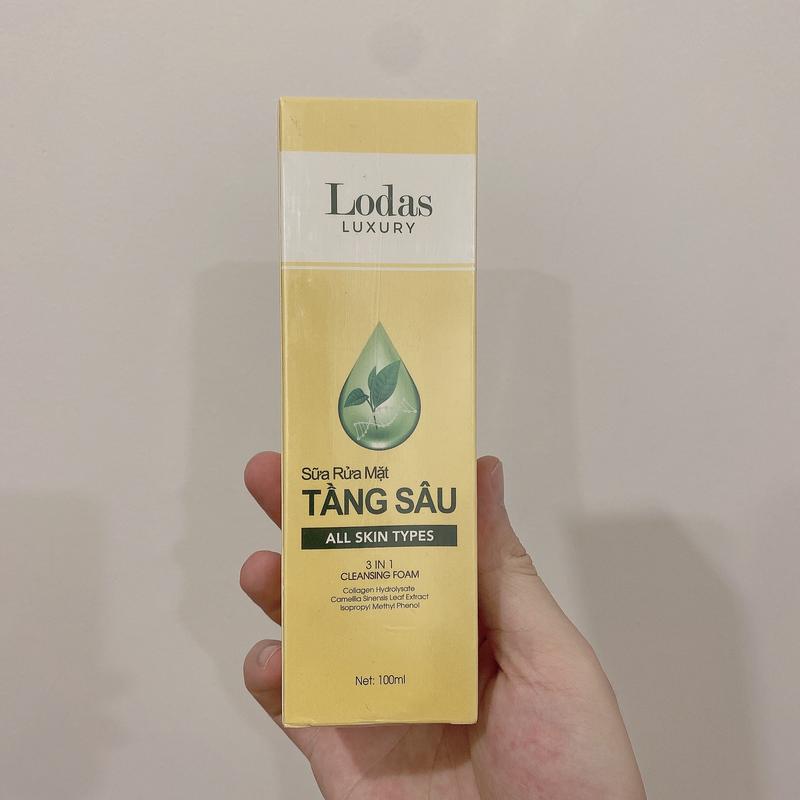 Lodas
LUXURY
Sữa Rửa Mặt
TẦNG SÂU
ALL SKIN TYPES
3 IN 1
CLEANSING FOAM
Collagen Hydrolysate
Camellia Sinensis Leaf Extract
Isopropyl Methyl Phenol
Net: 100ml